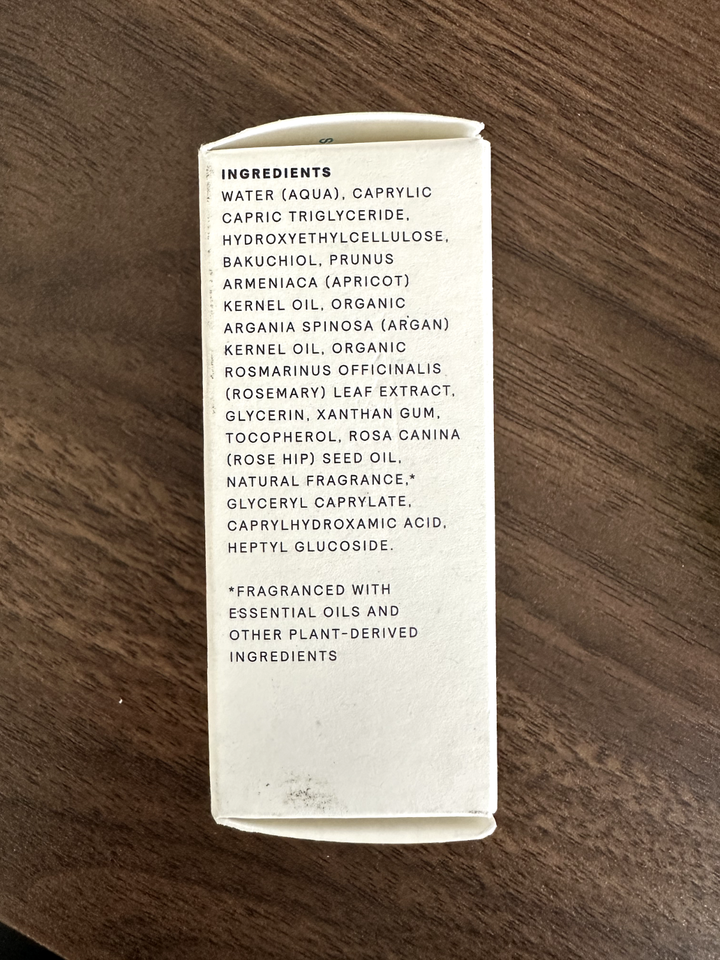 INGREDIENTS
WATER (AQUA), CAPRYLIC
CAPRIC TRIGLYCERIDE,
HYDROXYETHYLCELLULOSE,
BAKUCHIOL, PRUNUS
ARMENIACA (APRICOT)
KERNEL OIL, ORGANIC
ARGANIA SPINOSA (ARGAN)
KERNEL OIL, ORGANIC
ROSMARINUS OFFICINALIS
(ROSEMARY) LEAF EXTRACT,
GLYCERIN, XANTHAN GUM,
TOCOPHEROL, ROSA CANINA
(ROSE HIP) SEED OIL,
NATURAL FRAGRANCE,*
GLYCERYL CAPRYLATE,
CAPRYLHYDROXAMIC ACID,
HEPTYL GLUCOSIDE.
*FRAGRANCED WITH
ESSENTIAL OILS AND
OTHER PLANT-DERIVED
INGREDIENTS